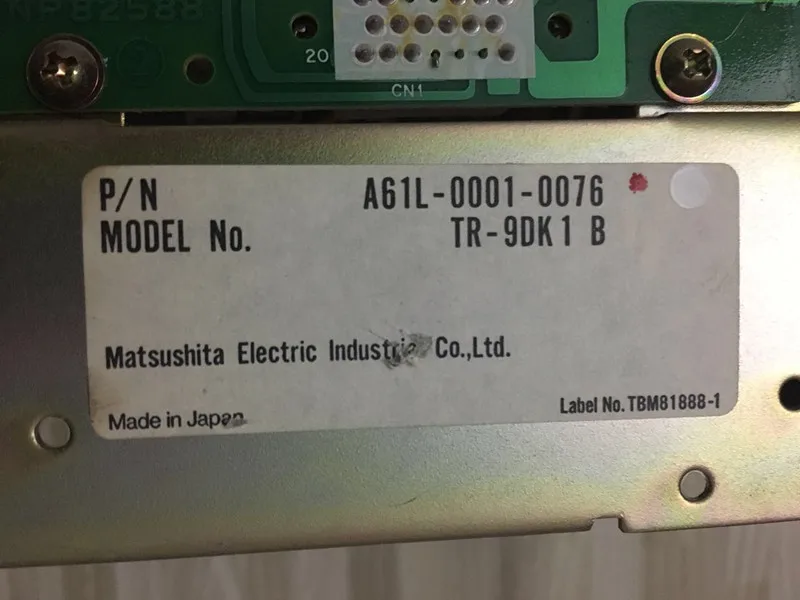 NP82588
20
CN1
P/N A61L-0001-0076
MODEL No. TR-9DK1 B
Matsushita Electric Industrial Co.,Ltd.
Made in Japan
Label No. TBM81888-1